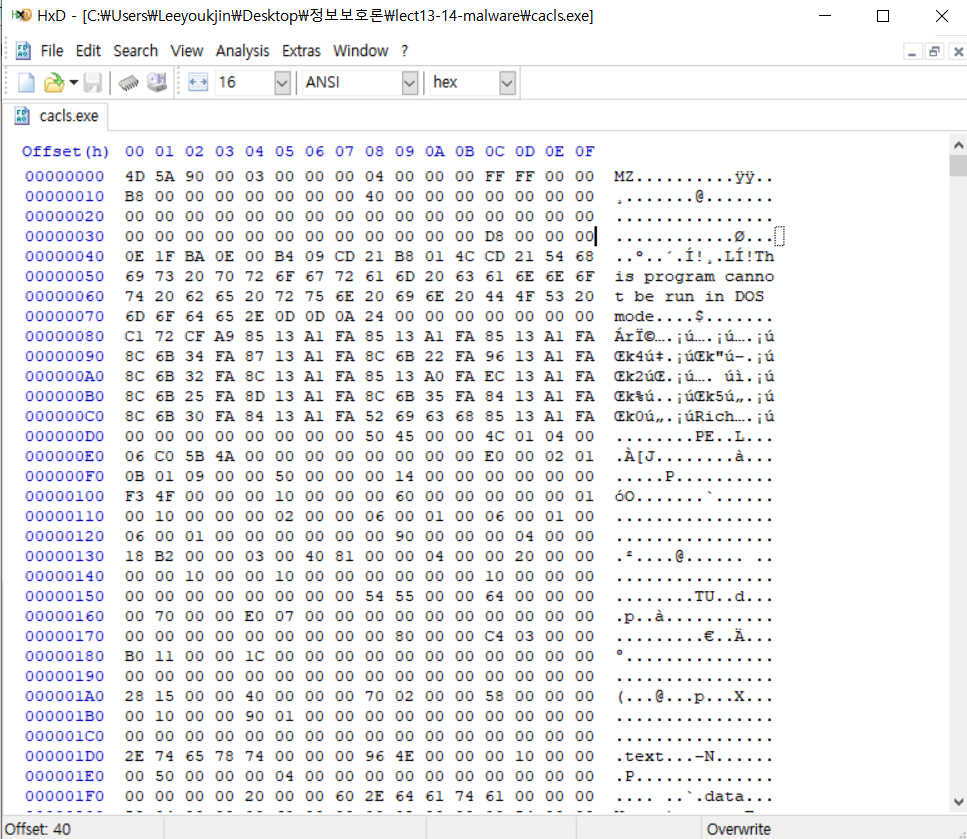 HxD - [C:₩Users₩Leeyoukjin₩Desktop₩정보보호론₩lect13-14-malware₩cacls.exe]
File Edit Search View Analysis Extras Window ?
16 ANSI hex
cacls.exe
Offset(h) 00 01 02 03 04 05 06 07 08 09 0A 0B 0C 0D 0E 0F
00000000 4D 5A 90 00 03 00 00 00 04 00 00 00 FF FF 00 00 MZ..........ÿÿ..
00000010 B8 00 00 00 00 00 00 00 40 00 00 00 00 00 00 00 ¸.......@.......
00000020 00 00 00 00 00 00 00 00 00 00 00 00 00 00 00 00 ................
00000030 00 00 00 00 00 00 00 00 00 00 00 00 D8 00 00 00 ............Ø...
00000040 0E 1F BA 0E 00 B4 09 CD 21 B8 01 4C CD 21 54 68 ..º..´.Í!¸.LÍ!Th
00000050 69 73 20 70 72 6F 67 72 61 6D 20 63 61 6E 6E 6F is program canno
00000060 74 20 62 65 20 72 75 6E 20 69 6E 20 44 4F 53 20 t be run in DOS
00000070 6D 6F 64 65 2E 0D 0D 0A 24 00 00 00 00 00 00 00 mode....$.......
00000080 C1 72 CF A9 85 13 A1 FA 85 13 A1 FA 85 13 A1 FA ÁrÏ©….¡ú….¡ú….¡ú
00000090 8C 6B 34 FA 87 13 A1 FA 8C 6B 22 FA 96 13 A1 FA Œk4ú‡.¡úŒk"ú–.¡ú
000000A0 8C 6B 32 FA 8C 13 A1 FA 85 13 A0 FA EC 13 A1 FA Œk2úŒ.¡ú…. úì.¡ú
000000B0 8C 6B 25 FA 8D 13 A1 FA 8C 6B 35 FA 84 13 A1 FA Œk%ú..¡úŒk5ú„.¡ú
000000C0 8C 6B 30 FA 84 13 A1 FA 52 69 63 68 85 13 A1 FA Œk0ú„.¡úRich….¡ú
000000D0 00 00 00 00 00 00 00 00 50 45 00 00 4C 01 04 00 ........PE..L...
000000E0 06 C0 5B 4A 00 00 00 00 00 00 00 00 E0 00 02 01 .À[J........à...
000000F0 0B 01 09 00 00 50 00 00 00 14 00 00 00 00 00 00 .....P..........
00000100 F3 4F 00 00 00 10 00 00 00 60 00 00 00 00 00 01 óO.......`......
00000110 00 10 00 00 00 02 00 00 06 00 01 00 06 00 01 00 ................
00000120 06 00 01 00 00 00 00 00 00 90 00 00 00 04 00 00 ................
00000130 18 B2 00 00 03 00 40 81 00 00 04 00 00 20 00 00 .²....@...... ..
00000140 00 00 10 00 00 10 00 00 00 00 00 00 10 00 00 00 ................
00000150 00 00 00 00 00 00 00 00 54 55 00 00 64 00 00 00 ........TU..d...
00000160 00 70 00 00 E0 07 00 00 00 00 00 00 00 00 00 00 .p..à...........
00000170 00 00 00 00 00 00 00 00 00 80 00 00 C4 03 00 00 .........€..Ä...
00000180 B0 11 00 00 1C 00 00 00 00 00 00 00 00 00 00 00 °...............
00000190 00 00 00 00 00 00 00 00 00 00 00 00 00 00 00 00 ................
000001A0 28 15 00 00 40 00 00 00 70 02 00 00 58 00 00 00 (...@...p...X...
000001B0 00 10 00 00 90 01 00 00 00 00 00 00 00 00 00 00 ................
000001C0 00 00 00 00 00 00 00 00 00 00 00 00 00 00 00 00 ................
000001D0 2E 74 65 78 74 00 00 00 96 4E 00 00 00 10 00 00 .text...–N......
000001E0 00 50 00 00 00 04 00 00 00 00 00 00 00 00 00 00 .P..............
000001F0 00 00 00 00 20 00 00 60 2E 64 61 74 61 00 00 00 .... ..`.data...
Offset: 40 Overwrite